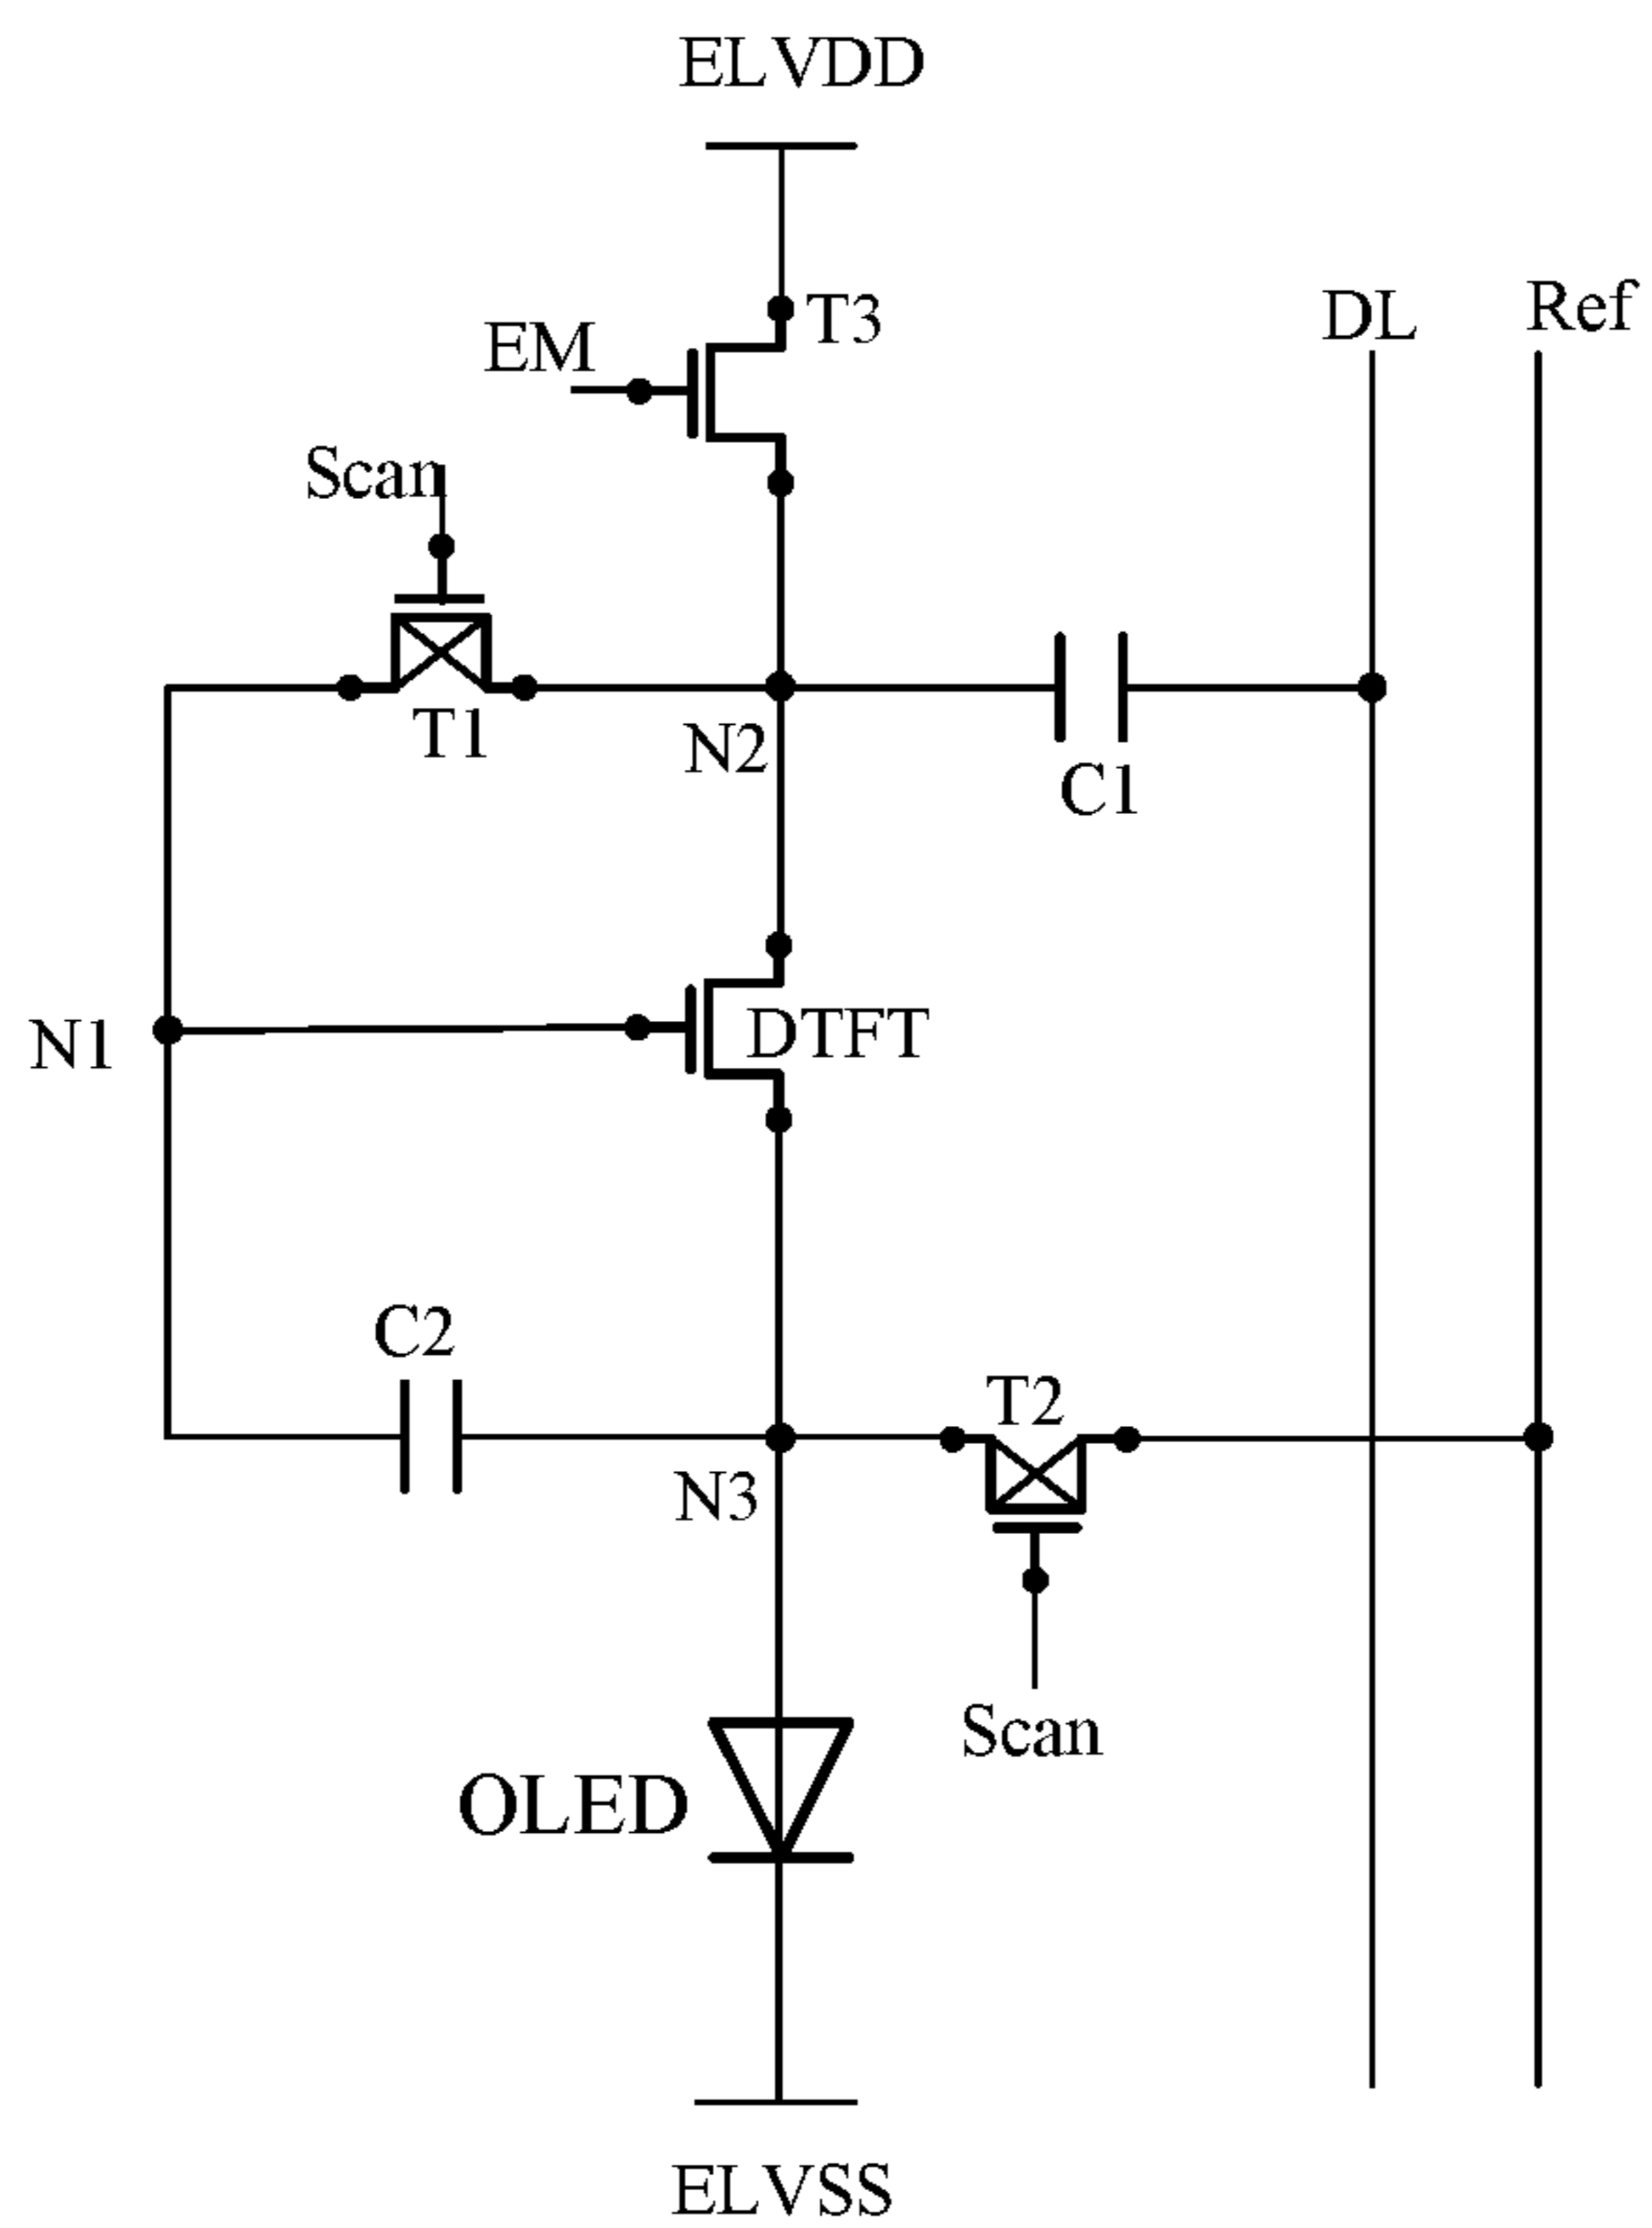 ELVDD
T3
DL
Ref
EM
Scan
T1
N2
C1
N1
DTFT
C2
T2
N3
Scan
OLED
ELVSS